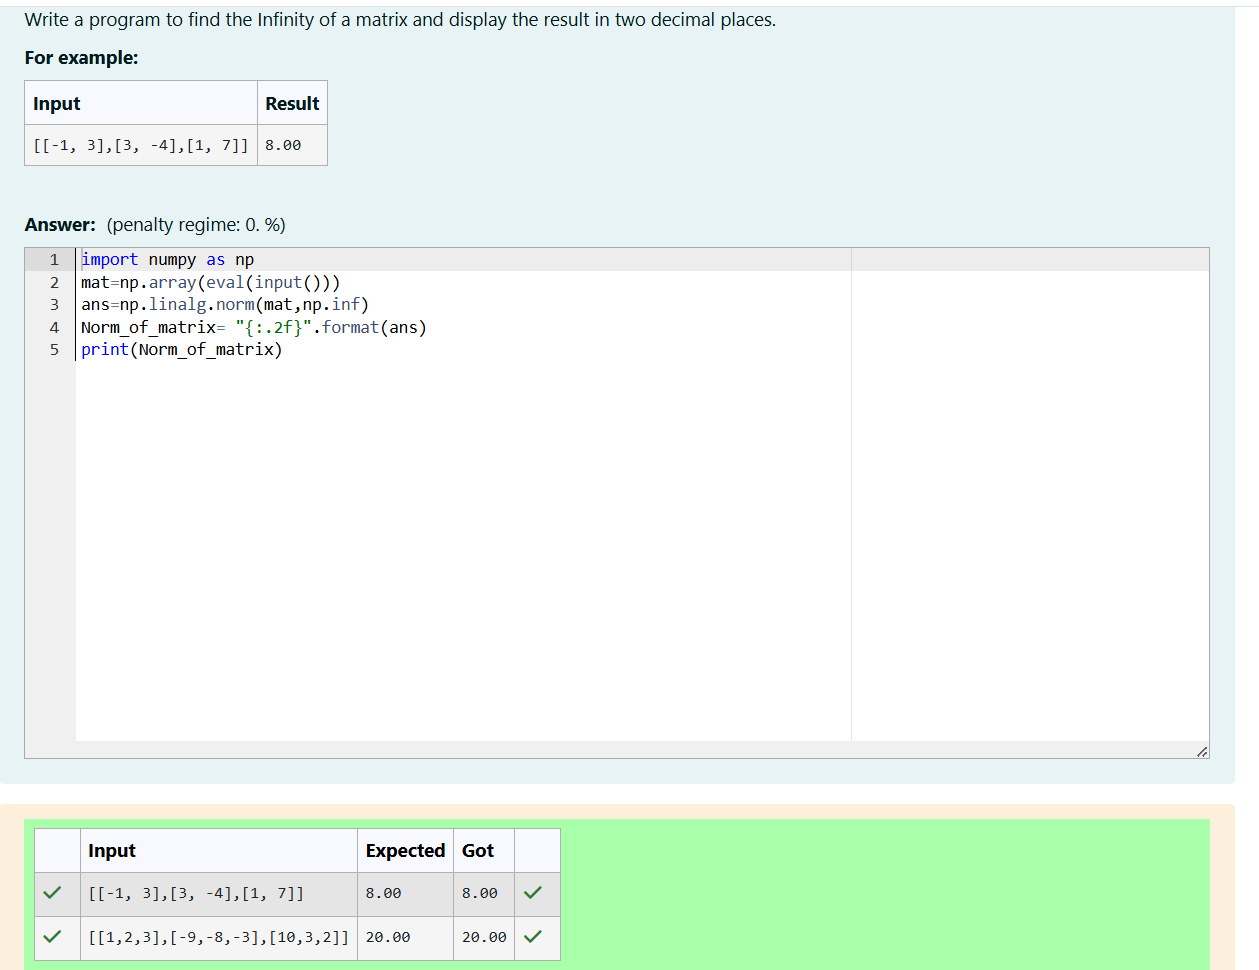 Write a program to find the Infinity of a matrix and display the result in two decimal places.
For example:
Input Result
[[-1, 3],[3, -4],[1, 7]] 8.00
Answer: (penalty regime: 0. %)
1 import numpy as np
2 mat=np.array(eval(input()))
3 ans=np.linalg.norm(mat,np.inf)
4 Norm_of_matrix= "{:.2f}".format(ans)
5 print(Norm_of_matrix)
Input Expected Got
[[-1, 3],[3, -4],[1, 7]] 8.00 8.00
[[1,2,3],[-9,-8,-3],[10,3,2]] 20.00 20.00